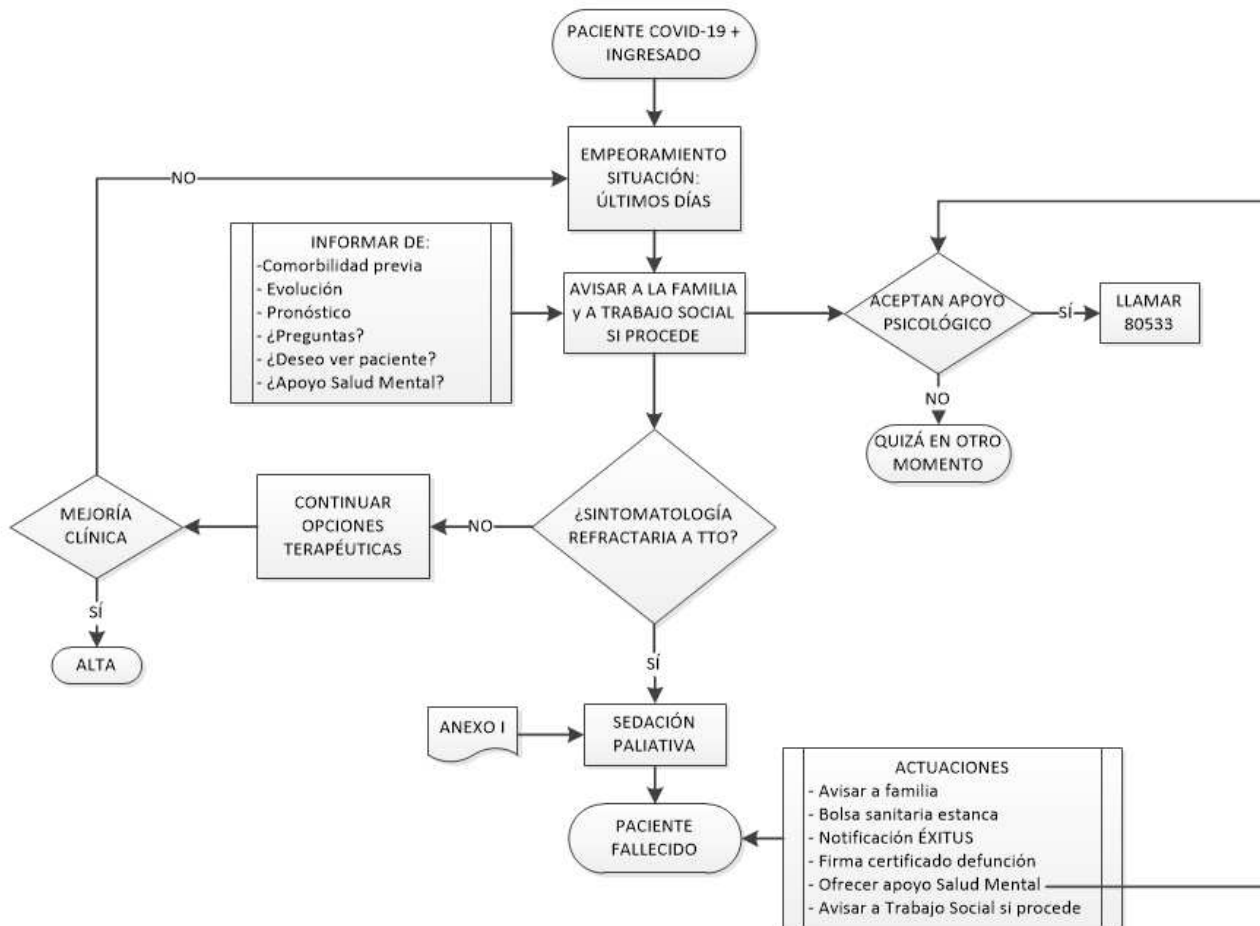 PACIENTE COVID-19 +
INGRESADO
EMPEORAMIENTO
SITUACIÓN:
ÚLTIMOS DÍAS
NO
INFORMAR DE:
-Comorbilidad previa
- Evolución
- Pronóstico
- ¿Preguntas?
- ¿Deseo ver paciente?
- ¿Apoyo Salud Mental?
AVISAR A LA FAMILIA
y A TRABAJO SOCIAL
SI PROCEDE
ACEPTAN APOYO
PSICOLÓGICO
SÍ
LLAMAR
80533
NO
QUIZÁ EN OTRO
MOMENTO
¿SINTOMATOLOGÍA
REFRACTARIA A TTO?
NO
CONTINUAR
OPCIONES
TERAPÉUTICAS
MEJORÍA
CLÍNICA
SÍ
ALTA
SÍ
ANEXO I
SEDACIÓN
PALIATIVA
PACIENTE
FALLECIDO
ACTUACIONES
- Avisar a familia
- Bolsa sanitaria estanca
- Notificación ÉXITUS
- Firma certificado defunción
- Ofrecer apoyo Salud Mental
- Avisar a Trabajo Social si procede